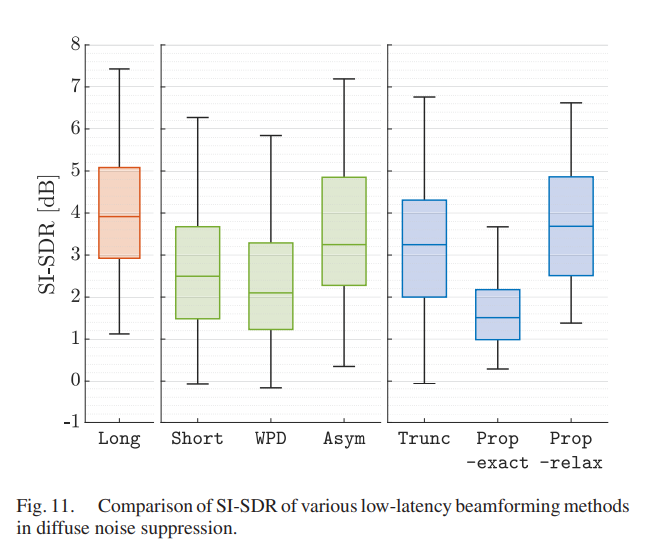 8
7
6
5
4
3
2
1
0
-1
SI-SDR [dB]
Long Short WPD Asym Trunc Prop Prop
-exact -relax
Fig. 11. Comparison of SI-SDR of various low-latency beamforming methods
in diffuse noise suppression.